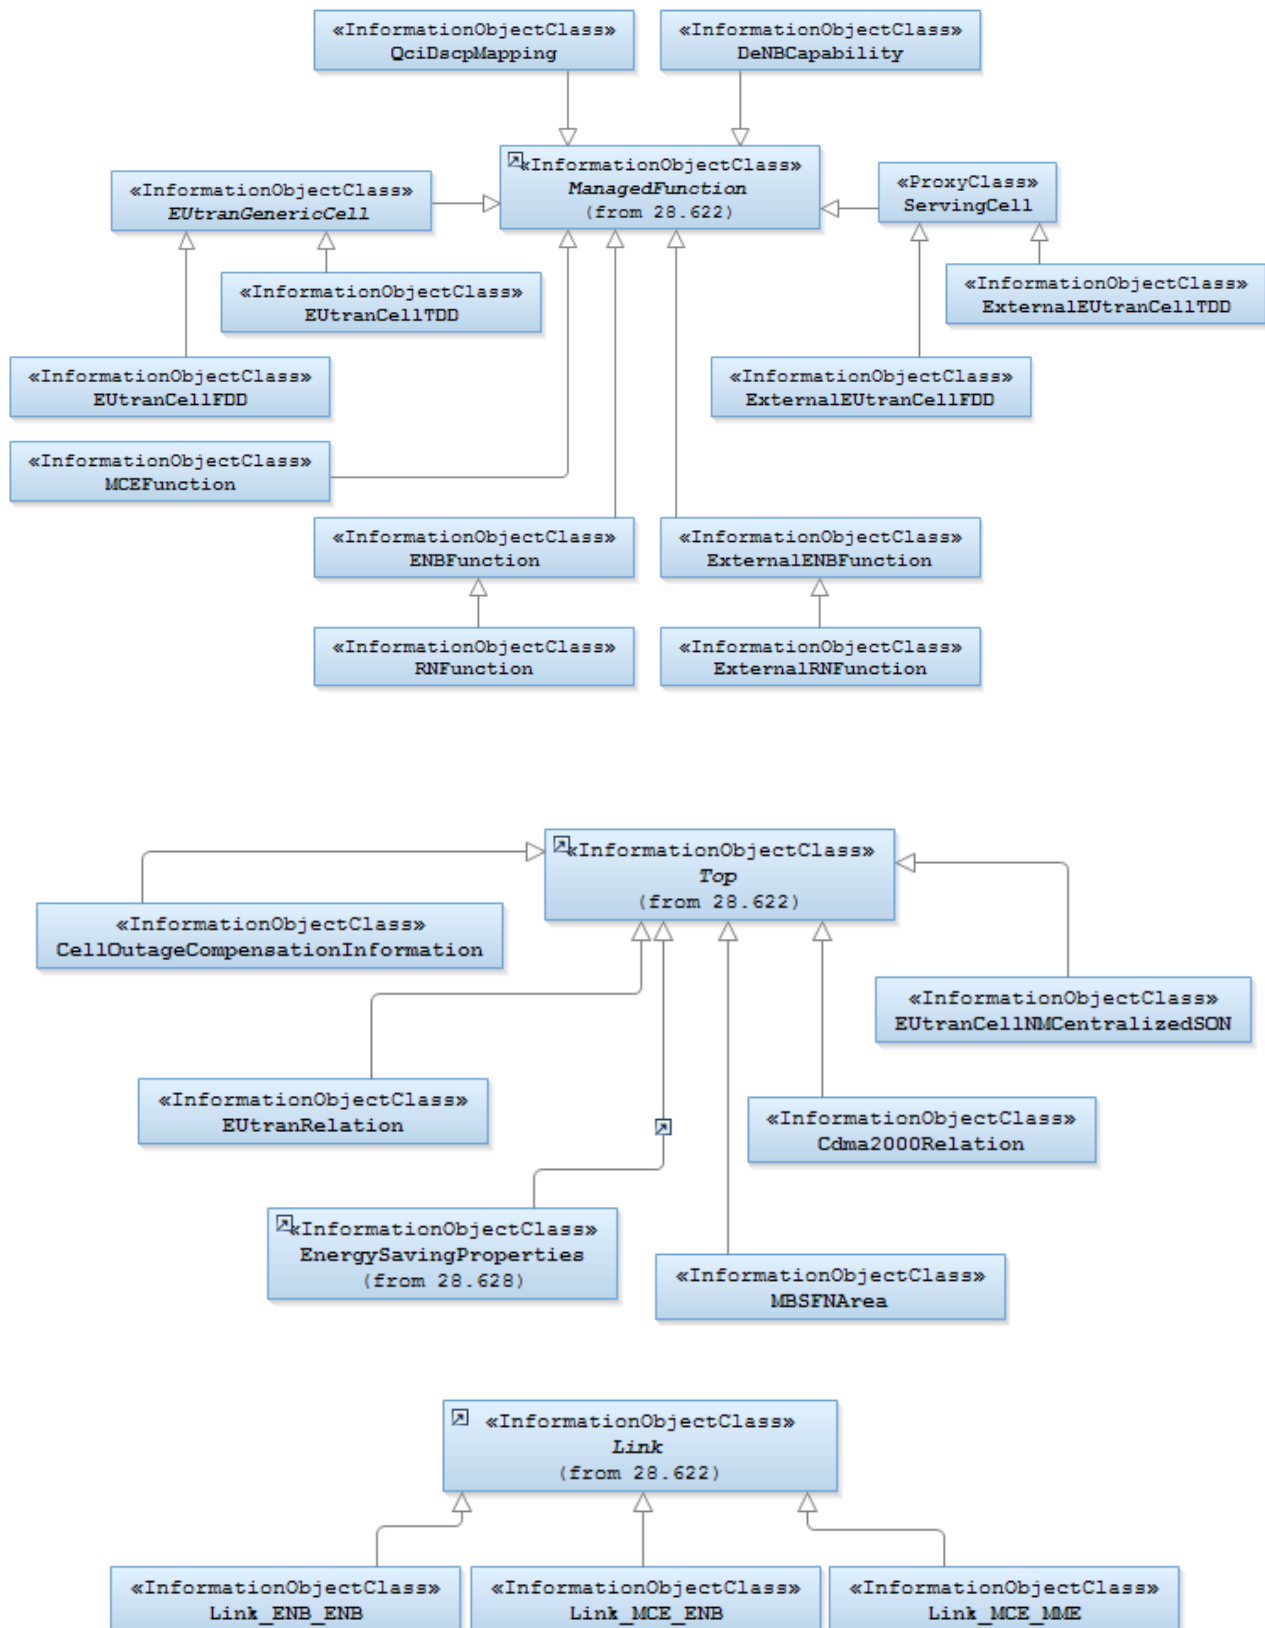 «InformationObjectClass»
QciDscpMapping
«InformationObjectClass»
DeNBCapability
«InformationObjectClass»
ManagedFunction
(from 28.622)
«InformationObjectClass»
EUtranGenericCell
«ProxyClass»
ServingCell
«InformationObjectClass»
EUtranCellTDD
«InformationObjectClass»
ExternalEUtranCellTDD
«InformationObjectClass»
EUtranCellFDD
«InformationObjectClass»
ExternalEUtranCellFDD
«InformationObjectClass»
MCEFunction
«InformationObjectClass»
ENBFunction
«InformationObjectClass»
ExternalENBFunction
«InformationObjectClass»
RNFunction
«InformationObjectClass»
ExternalRNFunction
«InformationObjectClass»
Top
(from 28.622)
«InformationObjectClass»
CellOutageCompensationInformation
«InformationObjectClass»
EUtranCellNMCentralizedSON
«InformationObjectClass»
EUtranRelation
«InformationObjectClass»
Cdma2000Relation
«InformationObjectClass»
EnergySavingProperties
(from 28.628)
«InformationObjectClass»
MBSFNArea
«InformationObjectClass»
Link
(from 28.622)
«InformationObjectClass»
Link_ENB_ENB
«InformationObjectClass»
Link_MCE_ENB
«InformationObjectClass»
Link_MCE_MME